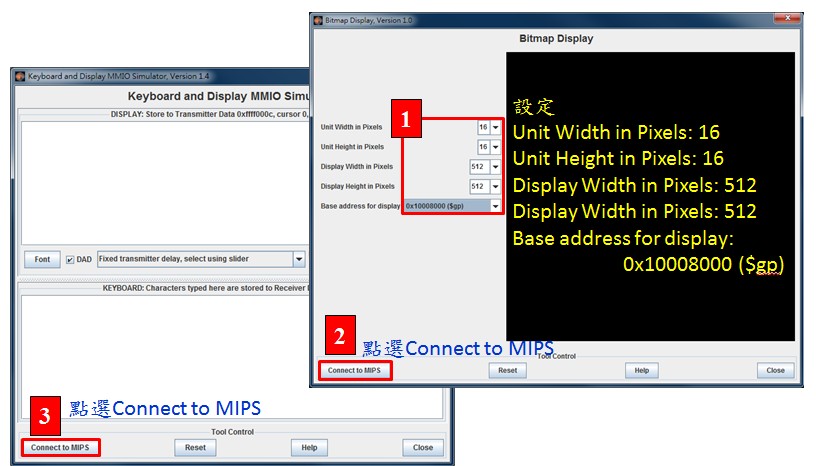 Bitmap Display, Version 1.0
Bitmap Display
Unit Width in Pixels 16
Unit Height in Pixels 16
Display Width in Pixels 512
Display Height in Pixels 512
Base address for display 0x10008000 ($gp)
1
設定
Unit Width in Pixels: 16
Unit Height in Pixels: 16
Display Width in Pixels: 512
Display Width in Pixels: 512
Base address for display:
0x10008000 ($gp)
2
點選Connect to MIPS
Tool Control
Connect to MIPS
Reset
Help
Close
Keyboard and Display MMIO Simulator, Version 1.4
Keyboard and Display MMIO
DISPLAY: Store to Transmitter Data 0xffff000c, cursor 0,
Font
DAD
Fixed transmitter delay, select using slider
KEYBOARD: Characters typed here are stored to Receiver
3
點選Connect to MIPS
Tool Control
Connect to MIPS
Reset
Help
Close